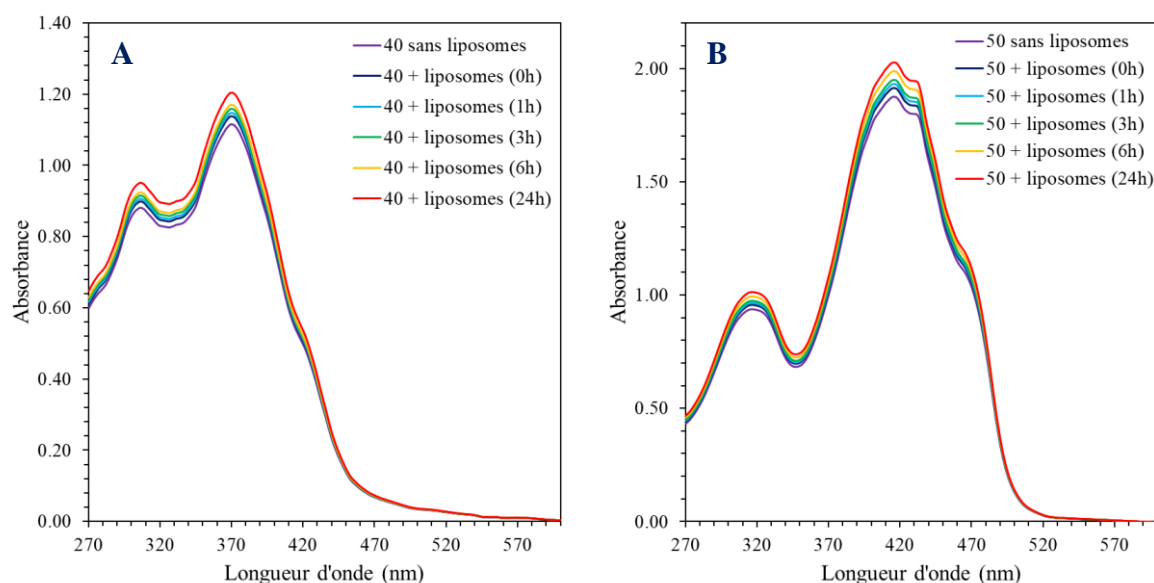 A
40 sans liposomes
40 + liposomes (0h)
40 + liposomes (1h)
40 + liposomes (3h)
40 + liposomes (6h)
40 + liposomes (24h)
Absorbance
1.40
1.20
1.00
0.80
0.60
0.40
0.20
0.00
270 320 370 420 470 520 570
Longueur d'onde (nm)
B
50 sans liposomes
50 + liposomes (0h)
50 + liposomes (1h)
50 + liposomes (3h)
50 + liposomes (6h)
50 + liposomes (24h)
Absorbance
2.00
1.50
1.00
0.50
0.00
270 320 370 420 470 520 570
Longueur d'onde (nm)